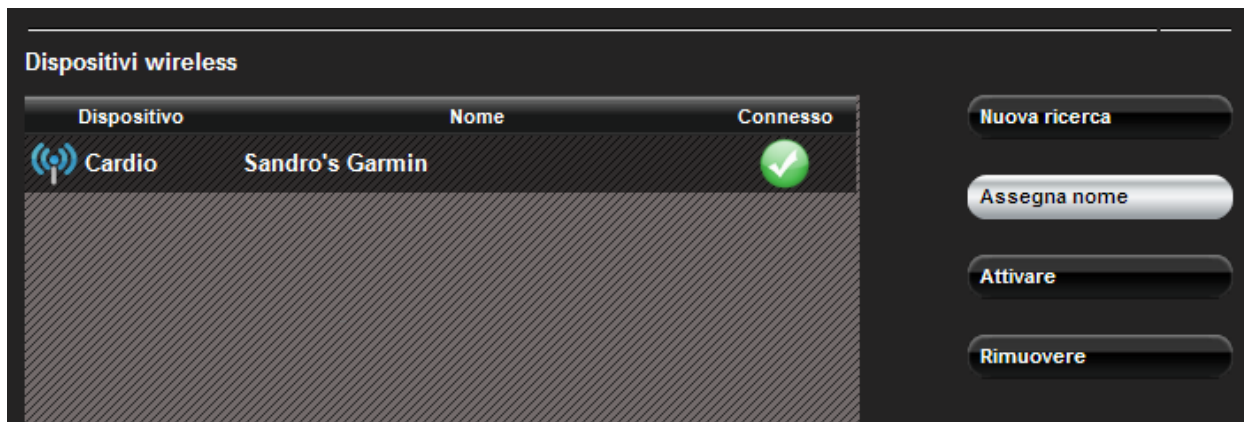 Dispositivi wireless
Dispositivo Nome Connesso
Cardio Sandro's Garmin
Nuova ricerca
Assegna nome
Attivare
Rimuovere